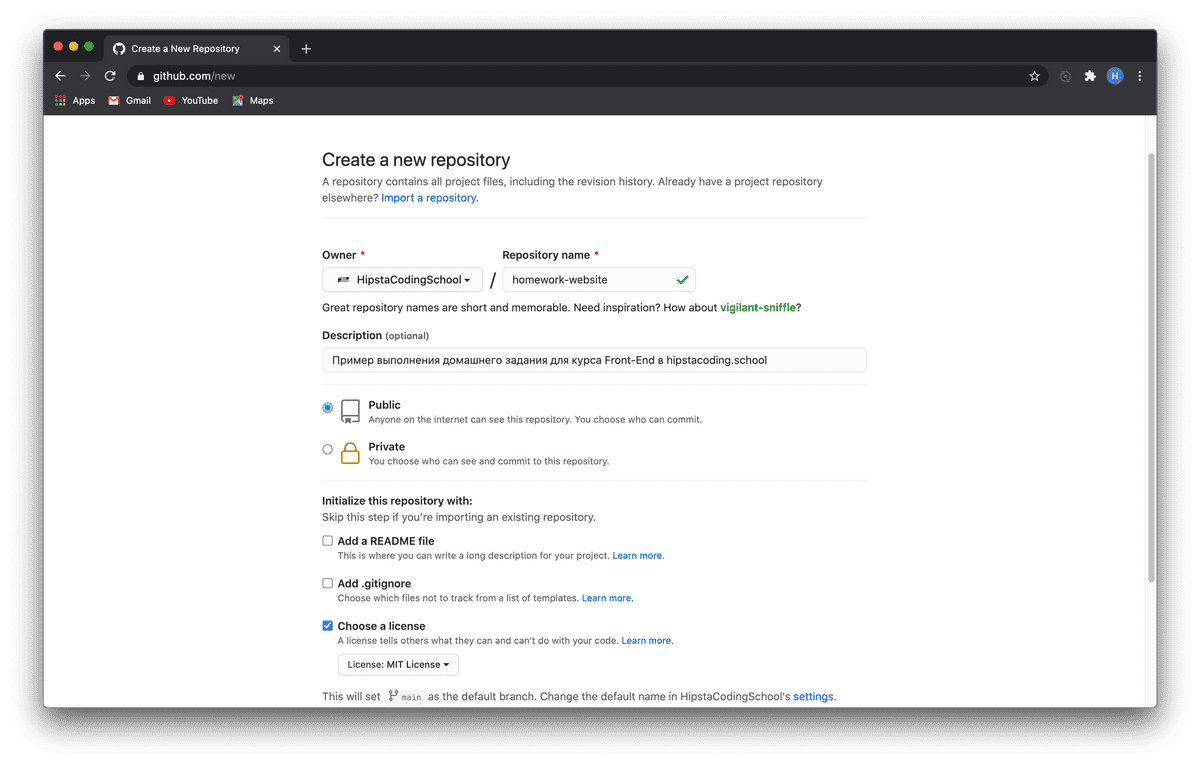 Create a New Repository
github.com/new
H
Apps Gmail YouTube Maps
Create a new repository
A repository contains all project files, including the revision history. Already have a project repository
elsewhere? Import a repository.
Owner * Repository name *
HipstaCodingSchool / homework-website
Great repository names are short and memorable. Need inspiration? How about vigilant-sniffle?
Description (optional)
Пример выполнения домашнего задания для курса Front-End в hipstacoding.school
Public
Anyone on the internet can see this repository. You choose who can commit.
Private
You choose who can see and commit to this repository.
Initialize this repository with:
Skip this step if you’re importing an existing repository.
Add a README file
This is where you can write a long description for your project. Learn more.
Add .gitignore
Choose which files not to track from a list of templates. Learn more.
Choose a license
A license tells others what they can and can't do with your code. Learn more.
License: MIT License
This will set main as the default branch. Change the default name in HipstaCodingSchool's settings.